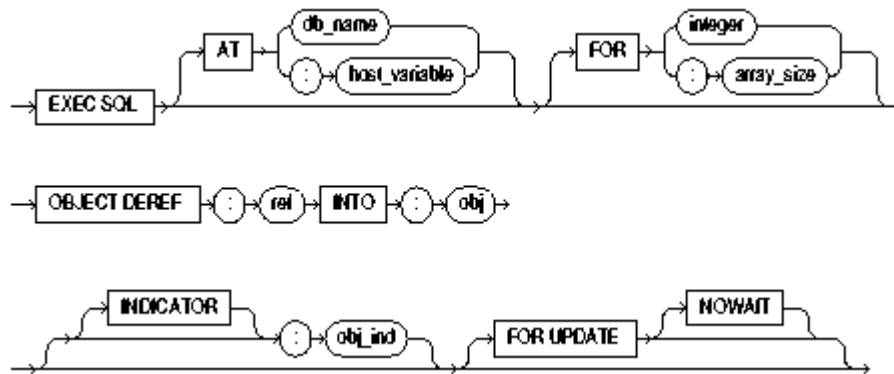 db_name integer
AT FOR
: host_variable : array_size
EXEC SQL
OBJECT DEREF : ref INTO : obj
INDICATOR NOWAIT
: obj_ind FOR UPDATE